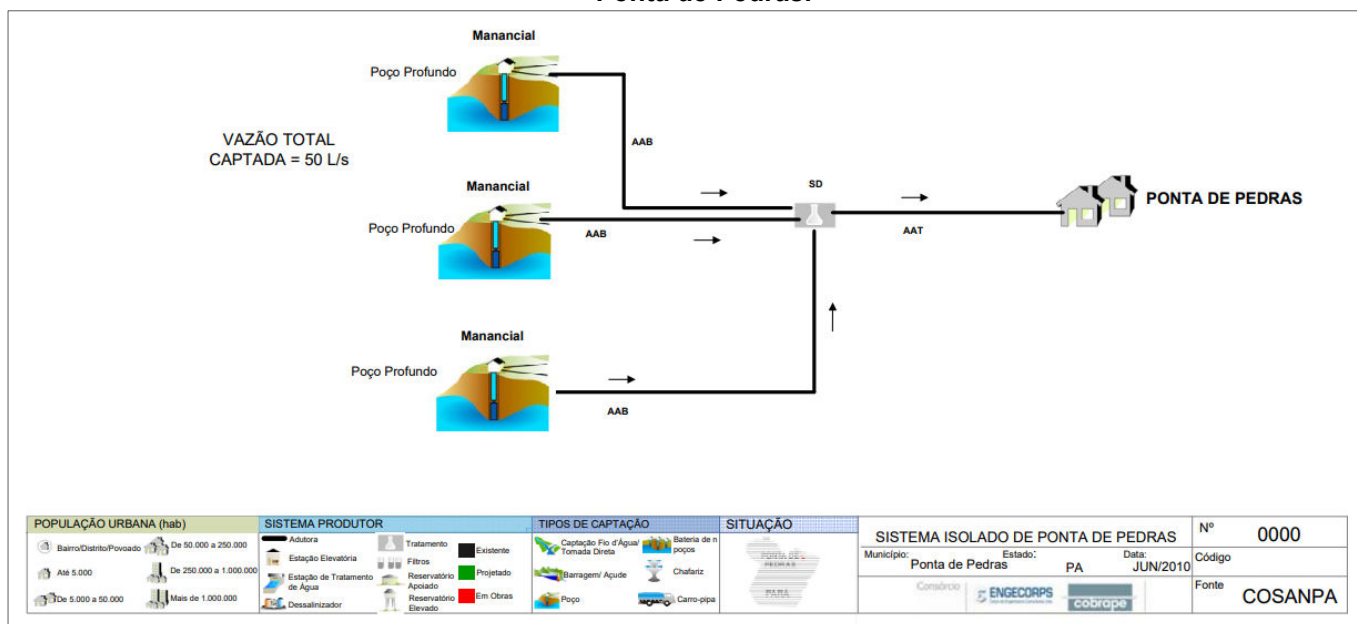 Manancial
Poço Profundo
VAZÃO TOTAL
CAPTADA = 50 L/s
AAB
Manancial
SD
PONTA DE PEDRAS
Poço Profundo
AAB
AAT
Manancial
Poço Profundo
AAB
POPULAÇÃO URBANA (hab)
Bairro/Distrito/Povoado
De 50.000 a 250.000
Até 5.000
De 250.000 a 1.000.000
De 5.000 a 50.000
Mais de 1.000.000
SISTEMA PRODUTOR
Adutora
Estação Elevatória
Estação de Tratamento
de Água
Dessalinizador
Tratamento
Filtros
Reservatório
Apoiado
Reservatório
Elevado
Existente
Projetado
Em Obras
TIPOS DE CAPTAÇÃO
Captação Fio d'Água/
Tomada Direta
Barragem/ Açude
Poço
Bateria de n
poços
Chafariz
Carro-pipa
SITUAÇÃO
PONTA DE
PEDRAS
PARÁ
SISTEMA ISOLADO DE PONTA DE PEDRAS
Município:
Ponta de Pedras
Estado:
PA
Data:
JUN/2010
Consórcio
ENGECORPS
cobrape
Nº
0000
Código
Fonte
COSANPA